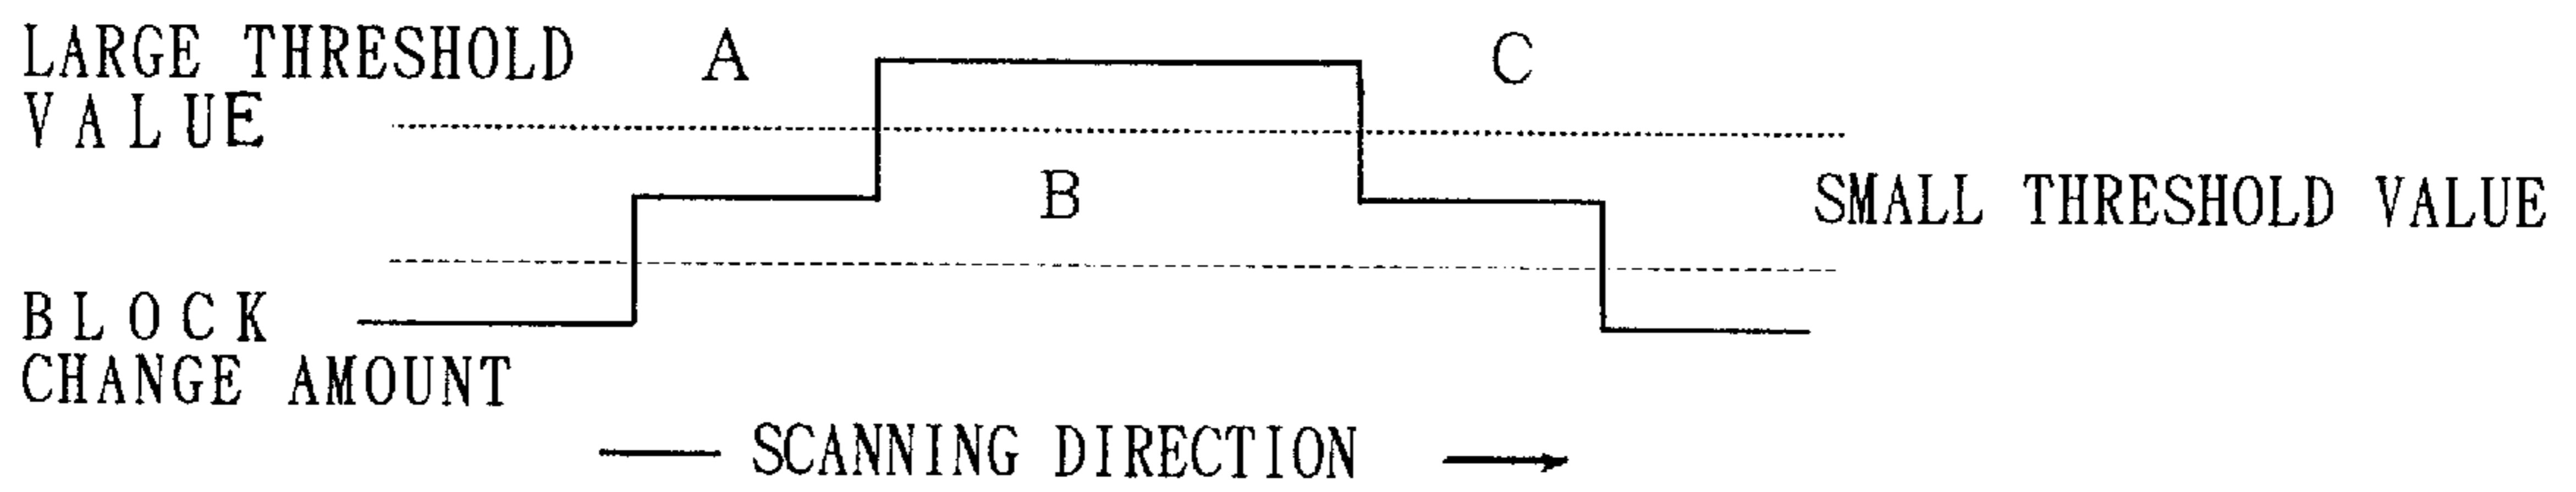 LARGE THRESHOLD
VALUE
A
C
B
SMALL THRESHOLD VALUE
BLOCK
CHANGE AMOUNT
SCANNING DIRECTION